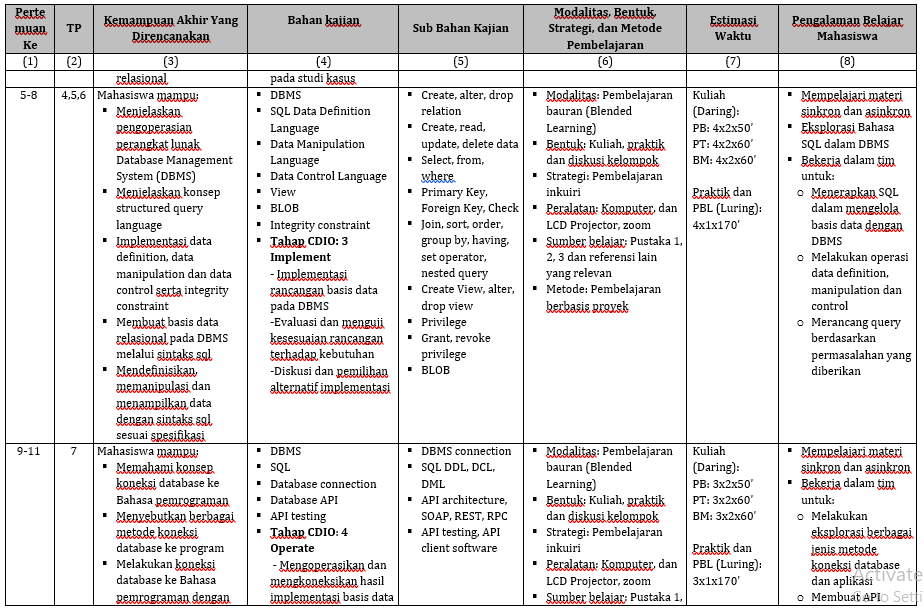 Perte
muan
Ke
TP
Kemampuan Akhir Yang
Direncanakan
Bahan kajian
Sub Bahan Kajian
Modalitas, Bentuk,
Strategi, dan Metode
Pembelajaran
Estimasi
Waktu
Pengalaman Belajar
Mahasiswa
(1)
(2)
(3)
(4)
(5)
(6)
(7)
(8)
relasional
pada studi kasus
5-8
4,5,6
Mahasiswa mampu:
▪ Menjelaskan
pengoperasian
perangkat lunak
Database Management
System (DBMS)
▪ Menjelaskan konsep
structured query
language
▪ Implementasi data
definition, data
manipulation dan data
control serta integrity
constraint
▪ Membuat basis data
relasional pada DBMS
melalui sintaks sql
▪ Mendefinisikan,
memanipulasi dan
menampilkan data
dengan sintaks sql
sesuai spesifikasi
▪ DBMS
▪ SQL Data Definition
Language
▪ Data Manipulation
Language
▪ Data Control Language
▪ View
▪ BLOB
▪ Integrity constraint
▪ Tahap CDIO: 3
Implement
- Implementasi
rancangan basis data
pada DBMS
-Evaluasi dan menguji
kesesuaian rancangan
terhadap kebutuhan
-Diskusi dan pemilihan
alternatif implementasi
▪ Create, alter, drop
relation
▪ Create, read,
update, delete data
▪ Select, from,
where
▪ Primary Key,
Foreign Key, Check
▪ Join, sort, order,
group by, having,
set operator,
nested query
▪ Create View, alter,
drop view
▪ Privilege
▪ Grant, revoke
privilege
▪ BLOB
▪ Modalitas: Pembelajaran
bauran (Blended
Learning)
▪ Bentuk: Kuliah, praktik
dan diskusi kelompok
▪ Strategi: Pembelajaran
inkuiri
▪ Peralatan: Komputer, dan
LCD Projector, zoom
▪ Sumber belajar: Pustaka 1,
2, 3 dan referensi lain
yang relevan
▪ Metode: Pembelajaran
berbasis proyek
Kuliah
(Daring):
PB: 4x2x50’
PT: 4x2x60’
BM: 4x2x60’
Praktik dan
PBL (Luring):
4x1x170’
▪ Mempelajari materi
sinkron dan asinkron
▪ Eksplorasi Bahasa
SQL dalam DBMS
▪ Bekerja dalam tim
untuk:
o Menerapkan SQL
dalam mengelola
basis data dengan
DBMS
o Melakukan operasi
data definition,
manipulation dan
control
o Merancang query
berdasarkan
permasalahan yang
diberikan
9-11
7
Mahasiswa mampu:
▪ Memahami konsep
koneksi database ke
Bahasa pemrograman
▪ Menyebutkan berbagai
metode koneksi
database ke program
▪ Melakukan koneksi
database ke Bahasa
pemrograman dengan
▪ DBMS
▪ SQL
▪ Database connection
▪ Database API
▪ API testing
▪ Tahap CDIO: 4
Operate
- Mengoperasikan dan
mengkoneksikan hasil
implementasi basis data
▪ DBMS connection
▪ SQL DDL, DCL,
DML
▪ API architecture,
SOAP, REST, RPC
▪ API testing, API
client software
▪ Modalitas: Pembelajaran
bauran (Blended
Learning)
▪ Bentuk: Kuliah, praktik
dan diskusi kelompok
▪ Strategi: Pembelajaran
inkuiri
▪ Peralatan: Komputer, dan
LCD Projector, zoom
▪ Sumber belajar: Pustaka 1,
Kuliah
(Daring):
PB: 3x2x50’
PT: 3x2x60’
BM: 3x2x60’
Praktik dan
PBL (Luring):
3x1x170’
▪ Mempelajari materi
sinkron dan asinkron
▪ Bekerja dalam tim
untuk:
o Melakukan
eksplorasi berbagai
jenis metode
koneksi database
dan aplikasi
o Membuat API
Activate